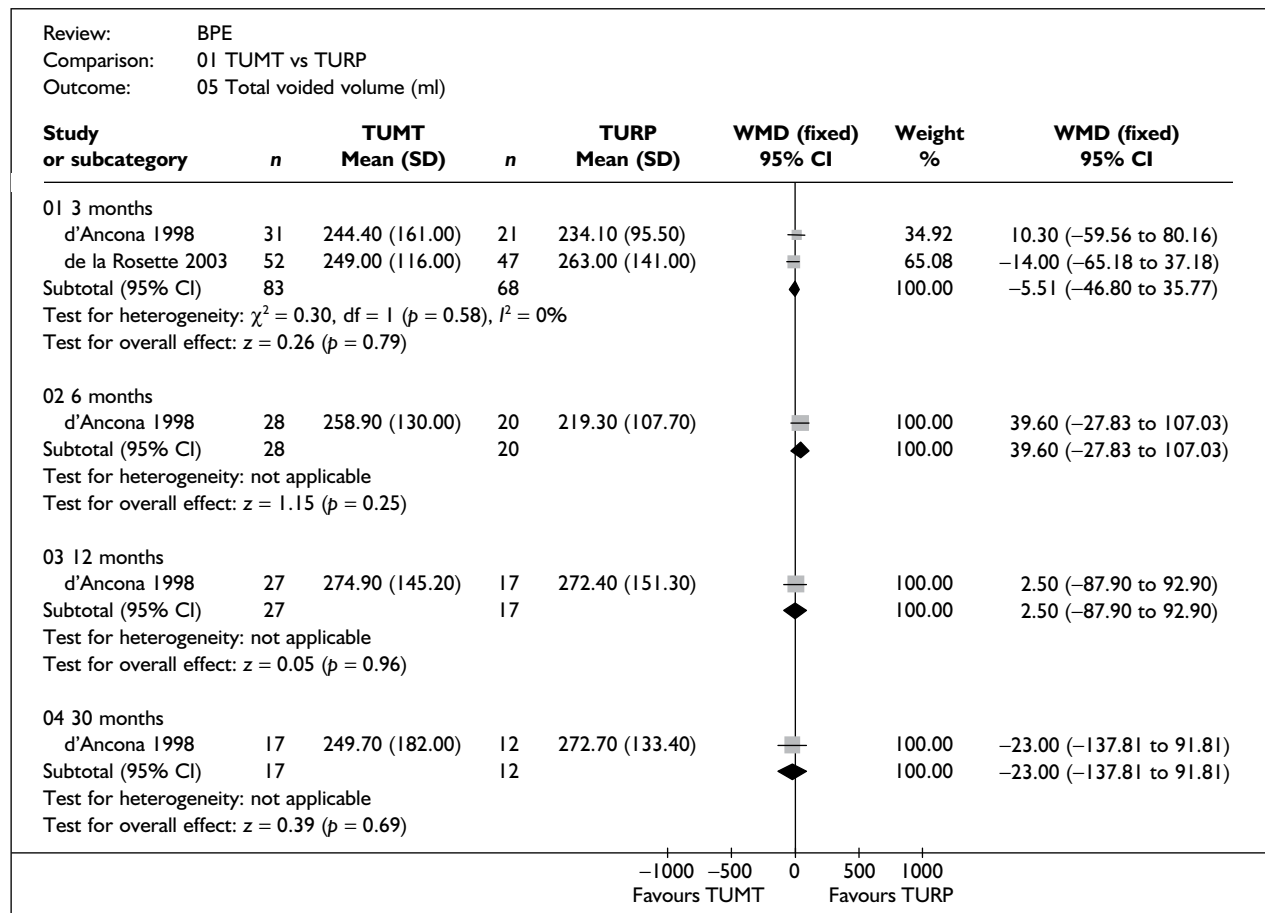 Review: BPE
Comparison: 01 TUMT vs TURP
Outcome: 05 Total voided volume (ml)
Study TUMT TURP WMD (fixed) Weight WMD (fixed)
or subcategory n Mean (SD) n Mean (SD) 95% CI % 95% CI
01 3 months
d'Ancona 1998 31 244.40 (161.00) 21 234.10 (95.50) 34.92 10.30 (−59.56 to 80.16)
de la Rosette 2003 52 249.00 (116.00) 47 263.00 (141.00) 65.08 −14.00 (−65.18 to 37.18)
Subtotal (95% CI) 83 68 100.00 −5.51 (−46.80 to 35.77)
Test for heterogeneity: χ² = 0.30, df = 1 (p = 0.58), I² = 0%
Test for overall effect: z = 0.26 (p = 0.79)
02 6 months
d'Ancona 1998 28 258.90 (130.00) 20 219.30 (107.70) 100.00 39.60 (−27.83 to 107.03)
Subtotal (95% CI) 28 20 100.00 39.60 (−27.83 to 107.03)
Test for heterogeneity: not applicable
Test for overall effect: z = 1.15 (p = 0.25)
03 12 months
d'Ancona 1998 27 274.90 (145.20) 17 272.40 (151.30) 100.00 2.50 (−87.90 to 92.90)
Subtotal (95% CI) 27 17 100.00 2.50 (−87.90 to 92.90)
Test for heterogeneity: not applicable
Test for overall effect: z = 0.05 (p = 0.96)
04 30 months
d'Ancona 1998 17 249.70 (182.00) 12 272.70 (133.40) 100.00 −23.00 (−137.81 to 91.81)
Subtotal (95% CI) 17 12 100.00 −23.00 (−137.81 to 91.81)
Test for heterogeneity: not applicable
Test for overall effect: z = 0.39 (p = 0.69)
−1000 −500 0 500 1000
Favours TUMT Favours TURP